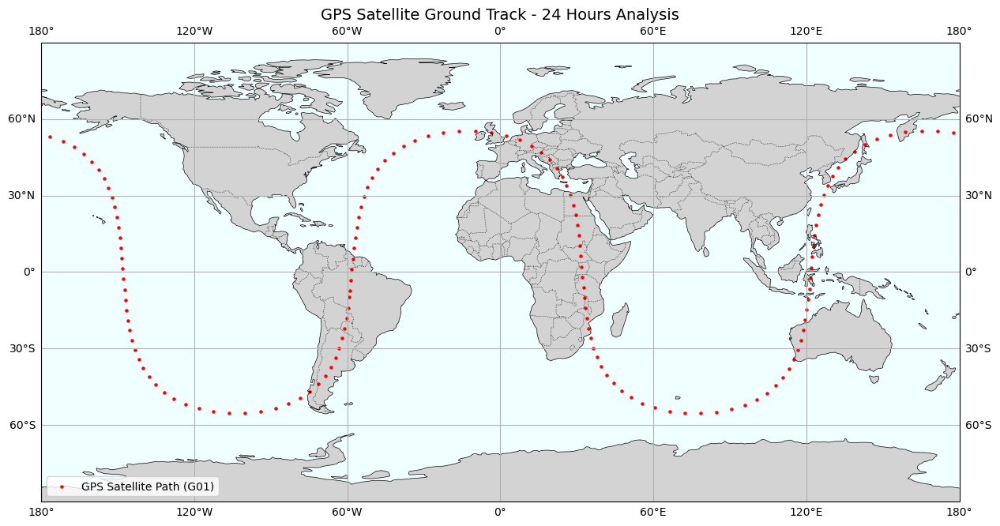 GPS Satellite Ground Track - 24 Hours Analysis
180° 120°W 60°W 0° 60°E 120°E 180°
60°N 60°N
30°N 30°N
0° 0°
30°S 30°S
60°S 60°S
GPS Satellite Path (G01)
180° 120°W 60°W 0° 60°E 120°E 180°